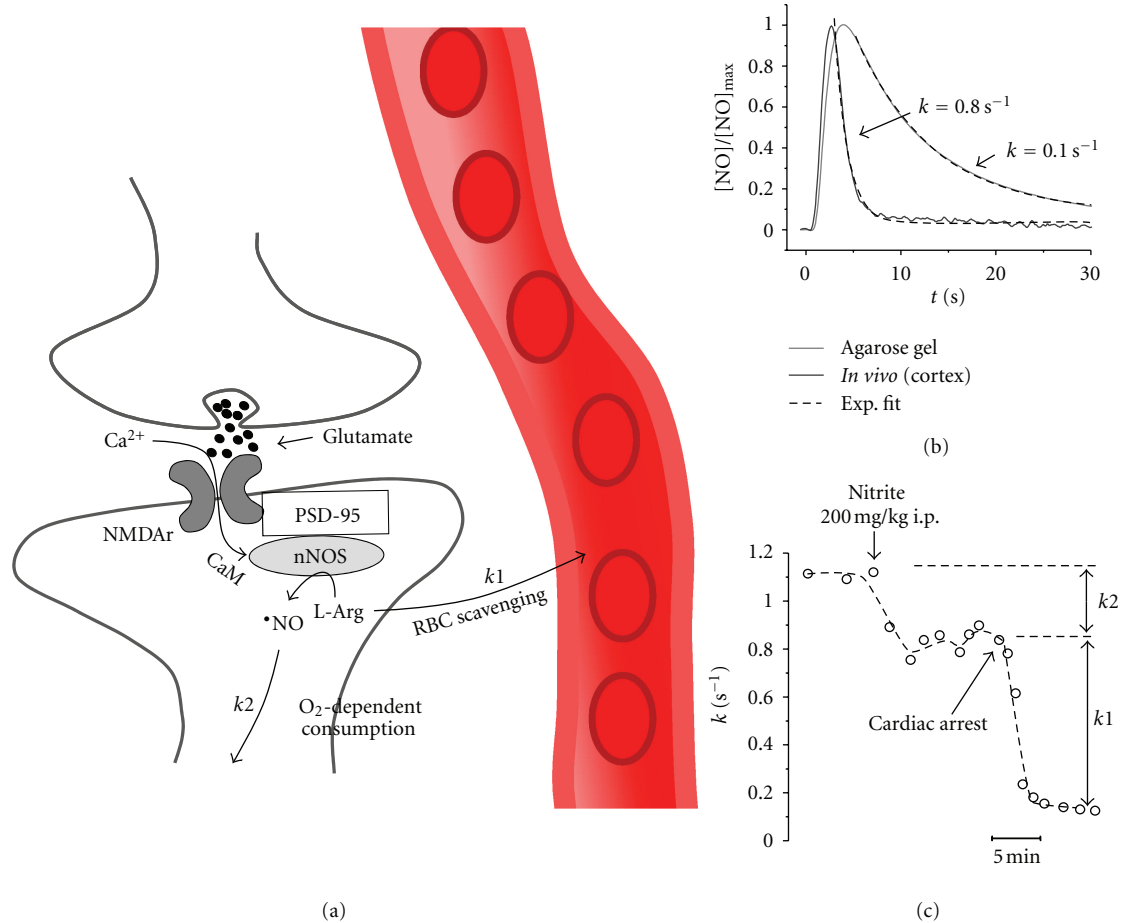 Ca2+
Glutamate
NMDAr
PSD-95
nNOS
CaM
L-Arg
•NO
k1
RBC scavenging
k2
O2-dependent
consumption
(a)
[NO]/[NO]max
1
0.8
0.6
0.4
0.2
0
k = 0.8 s−1
k = 0.1 s−1
0
10
20
30
t (s)
Agarose gel
In vivo (cortex)
Exp. fit
(b)
Nitrite
200 mg/kg i.p.
k (s−1)
1.2
1
0.8
0.6
0.4
0.2
0
k2
k1
Cardiac arrest
5 min
(c)